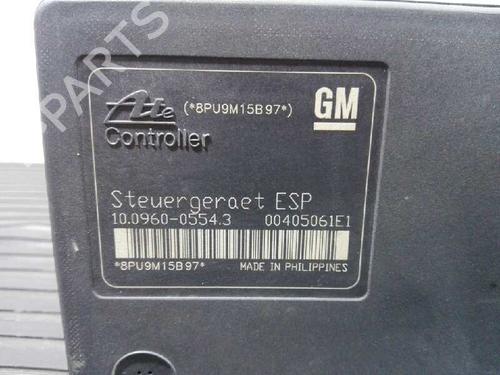 Ate (*8PU9M15B97*) GM
Controller
Steuergeraet ESP
10.0960-0554.3 00405061E1
*8PU9M15B97* MADE IN PHILIPPINES
PARTS